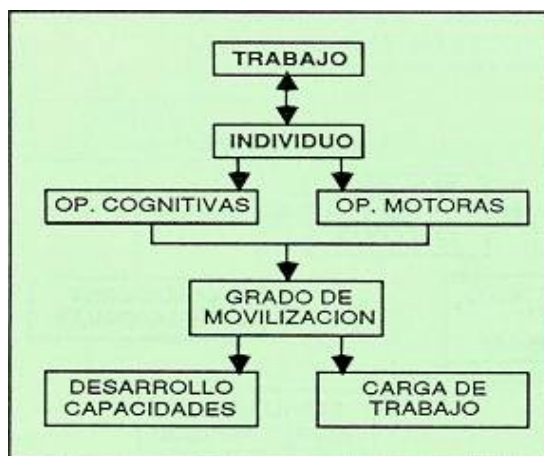 TRABAJO
INDIVIDUO
OP. COGNITIVAS
OP. MOTORAS
GRADO DE
MOVILIZACION
DESARROLLO
CAPACIDADES
CARGA DE
TRABAJO